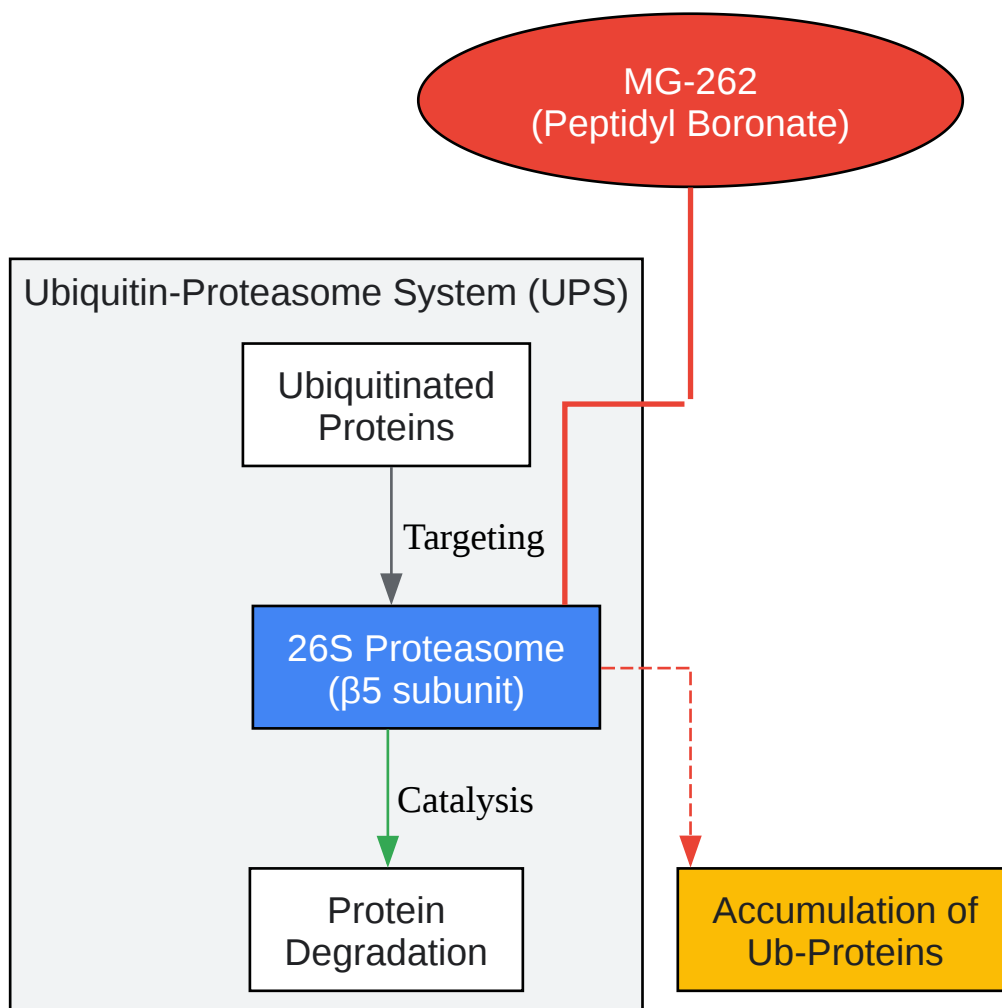 MG-262
(Peptidyl Boronate)
Ubiquitin-Proteasome System (UPS)
Ubiquitinated
Proteins
Targeting
26S Proteasome
(β5 subunit)
Catalysis
Protein
Degradation
Accumulation of
Ub-Proteins